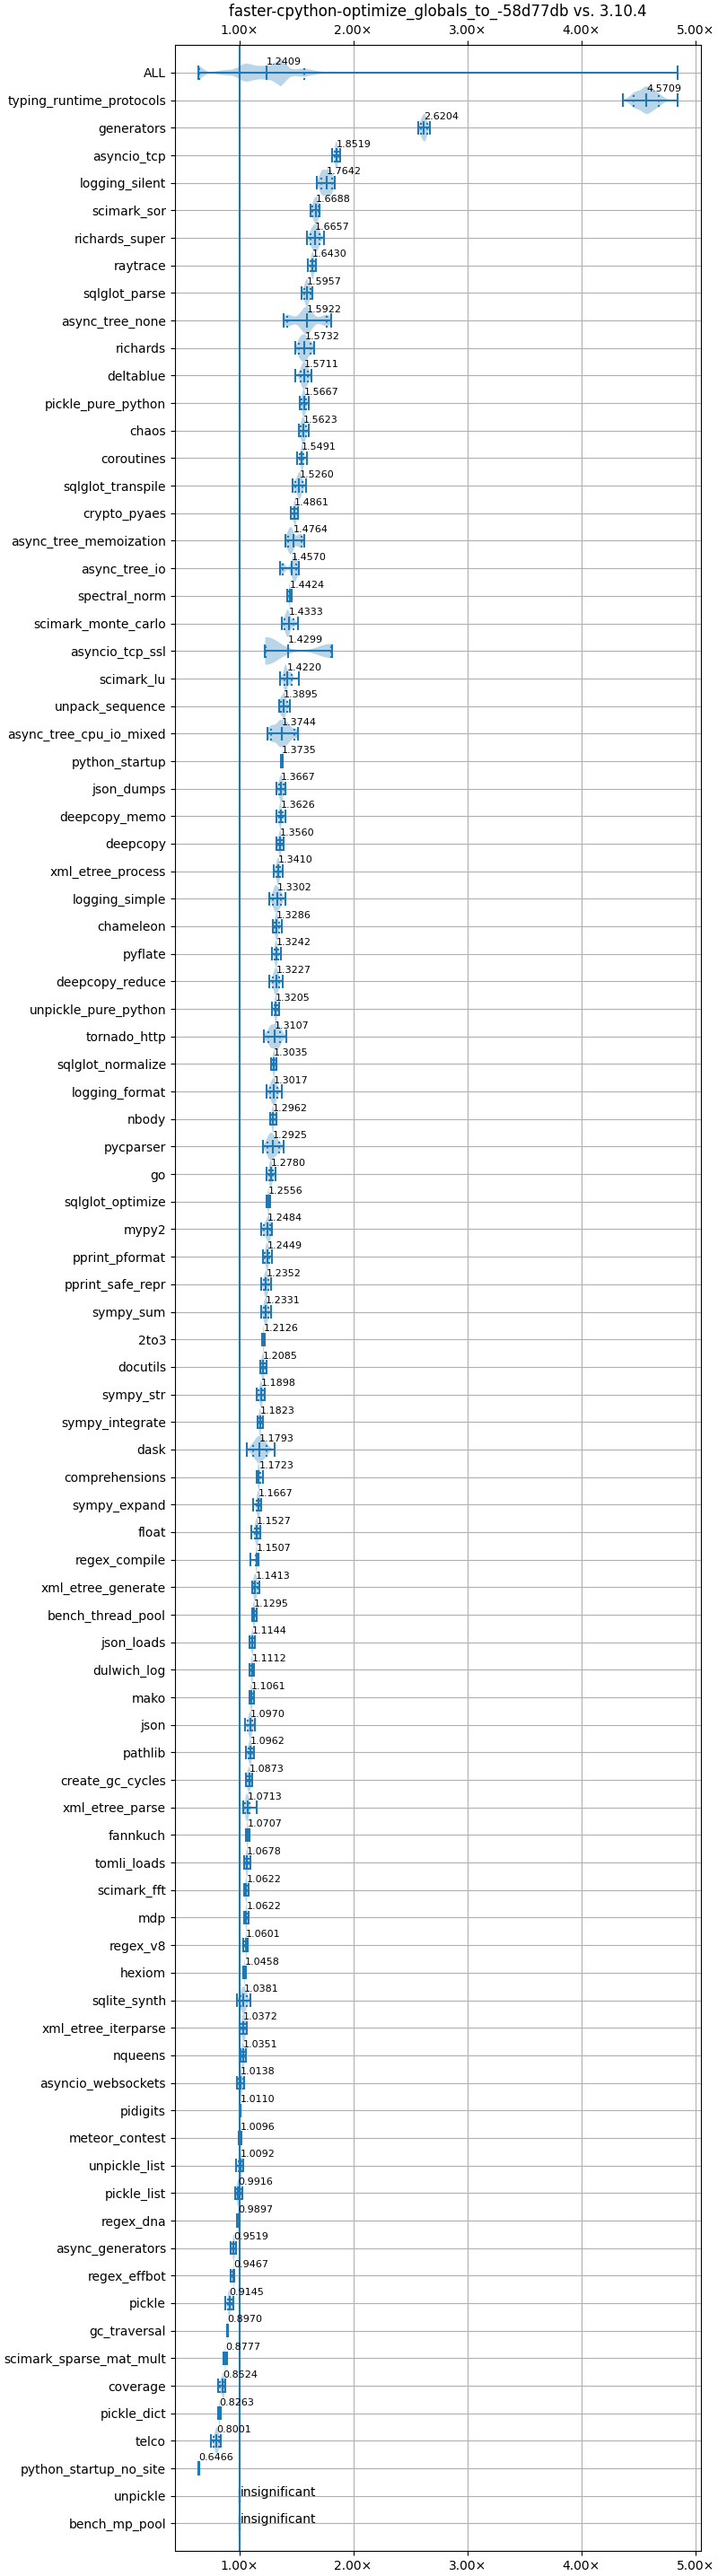 faster-cpython-optimize_globals_to_-58d77db vs. 3.10.4
1.00× 2.00× 3.00× 4.00× 5.00×
ALL 1.2409
typing_runtime_protocols 4.5709
generators 2.6204
asyncio_tcp 1.8519
logging_silent 1.7642
scimark_sor 1.6688
richards_super 1.6657
raytrace 1.6430
sqlglot_parse 1.5957
async_tree_none 1.5922
richards 1.5732
deltablue 1.5711
pickle_pure_python 1.5667
chaos 1.5623
coroutines 1.5491
sqlglot_transpile 1.5260
crypto_pyaes 1.4861
async_tree_memoization 1.4764
async_tree_io 1.4570
spectral_norm 1.4424
scimark_monte_carlo 1.4333
asyncio_tcp_ssl 1.4299
scimark_lu 1.4220
unpack_sequence 1.3895
async_tree_cpu_io_mixed 1.3744
python_startup 1.3735
json_dumps 1.3667
deepcopy_memo 1.3626
deepcopy 1.3560
xml_etree_process 1.3410
logging_simple 1.3302
chameleon 1.3286
pyflate 1.3242
deepcopy_reduce 1.3227
unpickle_pure_python 1.3205
tornado_http 1.3107
sqlglot_normalize 1.3035
logging_format 1.3017
nbody 1.2962
pycparser 1.2925
go 1.2780
sqlglot_optimize 1.2556
mypy2 1.2484
pprint_pformat 1.2449
pprint_safe_repr 1.2352
sympy_sum 1.2331
2to3 1.2126
docutils 1.2085
sympy_str 1.1898
sympy_integrate 1.1823
dask 1.1793
comprehensions 1.1723
sympy_expand 1.1667
float 1.1527
regex_compile 1.1507
xml_etree_generate 1.1413
bench_thread_pool 1.1295
json_loads 1.1144
dulwich_log 1.1112
mako 1.1061
json 1.0970
pathlib 1.0962
create_gc_cycles 1.0873
xml_etree_parse 1.0713
fannkuch 1.0707
tomli_loads 1.0678
scimark_fft 1.0622
mdp 1.0622
regex_v8 1.0601
hexiom 1.0458
sqlite_synth 1.0381
xml_etree_iterparse 1.0372
nqueens 1.0351
asyncio_websockets 1.0138
pidigits 1.0110
meteor_contest 1.0096
unpickle_list 1.0092
pickle_list 0.9916
regex_dna 0.9897
async_generators 0.9519
regex_effbot 0.9467
pickle 0.9145
gc_traversal 0.8970
scimark_sparse_mat_mult 0.8777
coverage 0.8524
pickle_dict 0.8263
telco 0.8001
python_startup_no_site 0.6466
unpickle insignificant
bench_mp_pool insignificant
1.00× 2.00× 3.00× 4.00× 5.00×